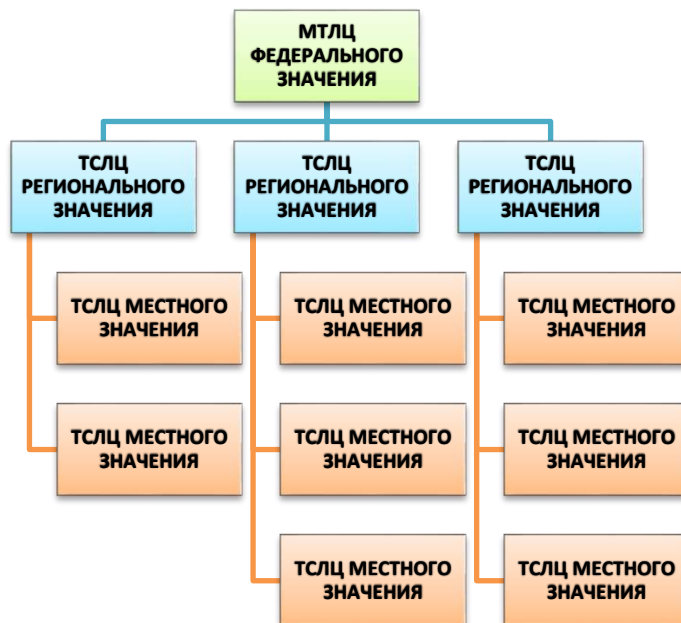 МТЛЦ
ФЕДЕРАЛЬНОГО
ЗНАЧЕНИЯ
ТСЛЦ
РЕГИОНАЛЬНОГО
ЗНАЧЕНИЯ
ТСЛЦ МЕСТНОГО
ЗНАЧЕНИЯ
ТСЛЦ МЕСТНОГО
ЗНАЧЕНИЯ
ТСЛЦ
РЕГИОНАЛЬНОГО
ЗНАЧЕНИЯ
ТСЛЦ МЕСТНОГО
ЗНАЧЕНИЯ
ТСЛЦ МЕСТНОГО
ЗНАЧЕНИЯ
ТСЛЦ МЕСТНОГО
ЗНАЧЕНИЯ
ТСЛЦ
РЕГИОНАЛЬНОГО
ЗНАЧЕНИЯ
ТСЛЦ МЕСТНОГО
ЗНАЧЕНИЯ
ТСЛЦ МЕСТНОГО
ЗНАЧЕНИЯ
ТСЛЦ МЕСТНОГО
ЗНАЧЕНИЯ